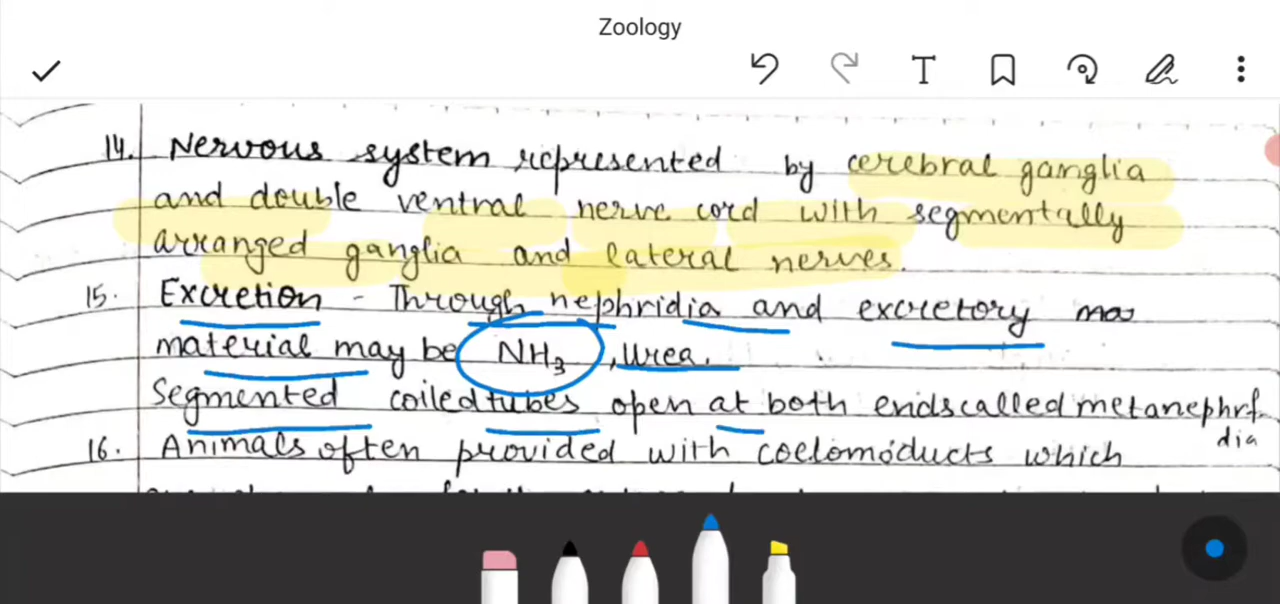 Zoology
T
14. Nervous system represented by cerebral ganglia
and double ventral nerve cord with segmentally
arranged ganglia and lateral nerves.
15. Excretion - Through nephridia and excretory
material may be NH3, Urea.
Segmented coiled tubes open at both ends called metanephri
dia
16. Animals often provided with coelomoducts which